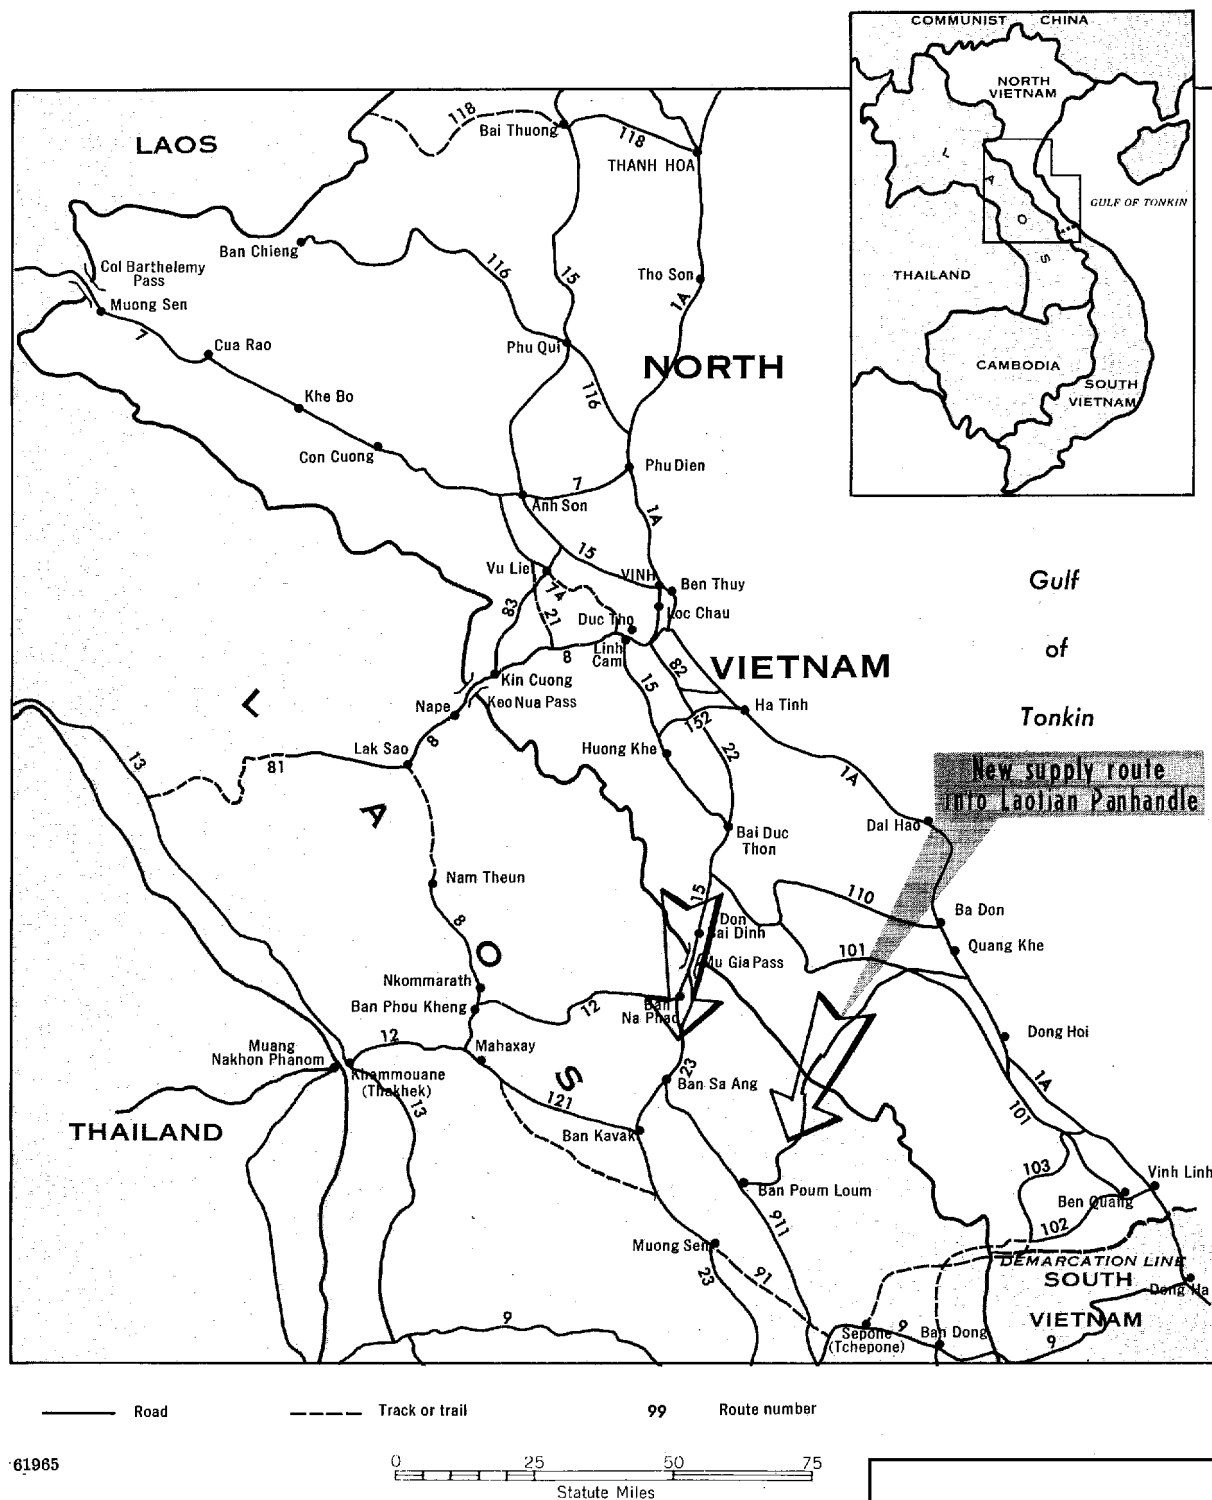 COMMUNIST CHINA
NORTH
VIETNAM
L
A
O
S
GULF OF TONKIN
THAILAND
CAMBODIA
SOUTH
VIETNAM
LAOS
118
Bai Thuong
118
THANH HOA
Ban Chieng
Col Barthelemy
Pass
Muong Sen
116
15
Tho Son
1A
7
Cua Rao
Phu Qui
NORTH
Khe Bo
116
Con Cuong
Phu Dien
7
Anh Son
1A
15
Vu Liet
VINH
Ben Thuy
7A
83
21
Duc Tho
Loc Chau
Linh
Cam
8
82
VIETNAM
Gulf
of
Tonkin
Kin Cuong
Keo Nua Pass
15
Nape
Ha Tinh
152
L
Lak Sao
8
Huong Khe
22
13
81
1A
New supply route
into Laotian Panhandle
A
Dai Hao
Bai Duc
Thon
Nam Theun
15
110
Ba Don
8
Don
Bai Dinh
Quang Khe
O
101
Mu Gia Pass
Nkommarath
Ban Phou Kheng
12
Ban
Na Phao
Dong Hoi
Muang
Nakhon Phanom
12
Mahaxay
Khammouane
(Thakhek)
S
23
Ban Sa Ang
1A
13
121
101
THAILAND
Ban Kavak
103
Vinh Linh
Ban Poum Loum
Ben Quang
911
102
Muong Sen
DEMARCATION LINE
23
91
SOUTH
VIETNAM
Dong Ha
9
Sepone
(Tchepone)
9
Ban Dong
9
Road
Track or trail
99
Route number
61965
0 25 50 75
Statute Miles